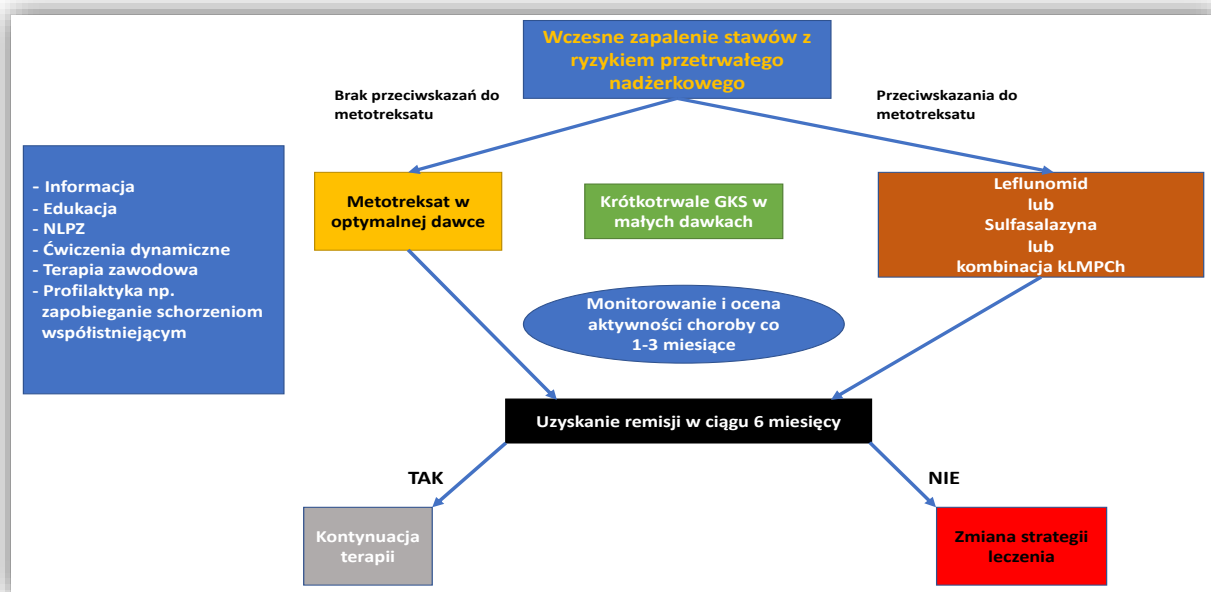 Wczesne zapalenie stawów z
ryzykiem przetrwałego
nadżerkowego
Brak przeciwskazań do
metotreksatu
Przeciwskazania do
metotreksatu
- Informacja
- Edukacja
- NLPZ
- Ćwiczenia dynamiczne
- Terapia zawodowa
- Profilaktyka np.
zapobieganie schorzeniom
współistniejącym
Metotreksat w
optymalnej dawce
Krótkotrwale GKS w
małych dawkach
Leflunomid
lub
Sulfasalazyna
lub
kombinacja kLMPCh
Monitorowanie i ocena
aktywności choroby co
1-3 miesiące
Uzyskanie remisji w ciągu 6 miesięcy
TAK
NIE
Kontynuacja
terapii
Zmiana strategii
leczenia